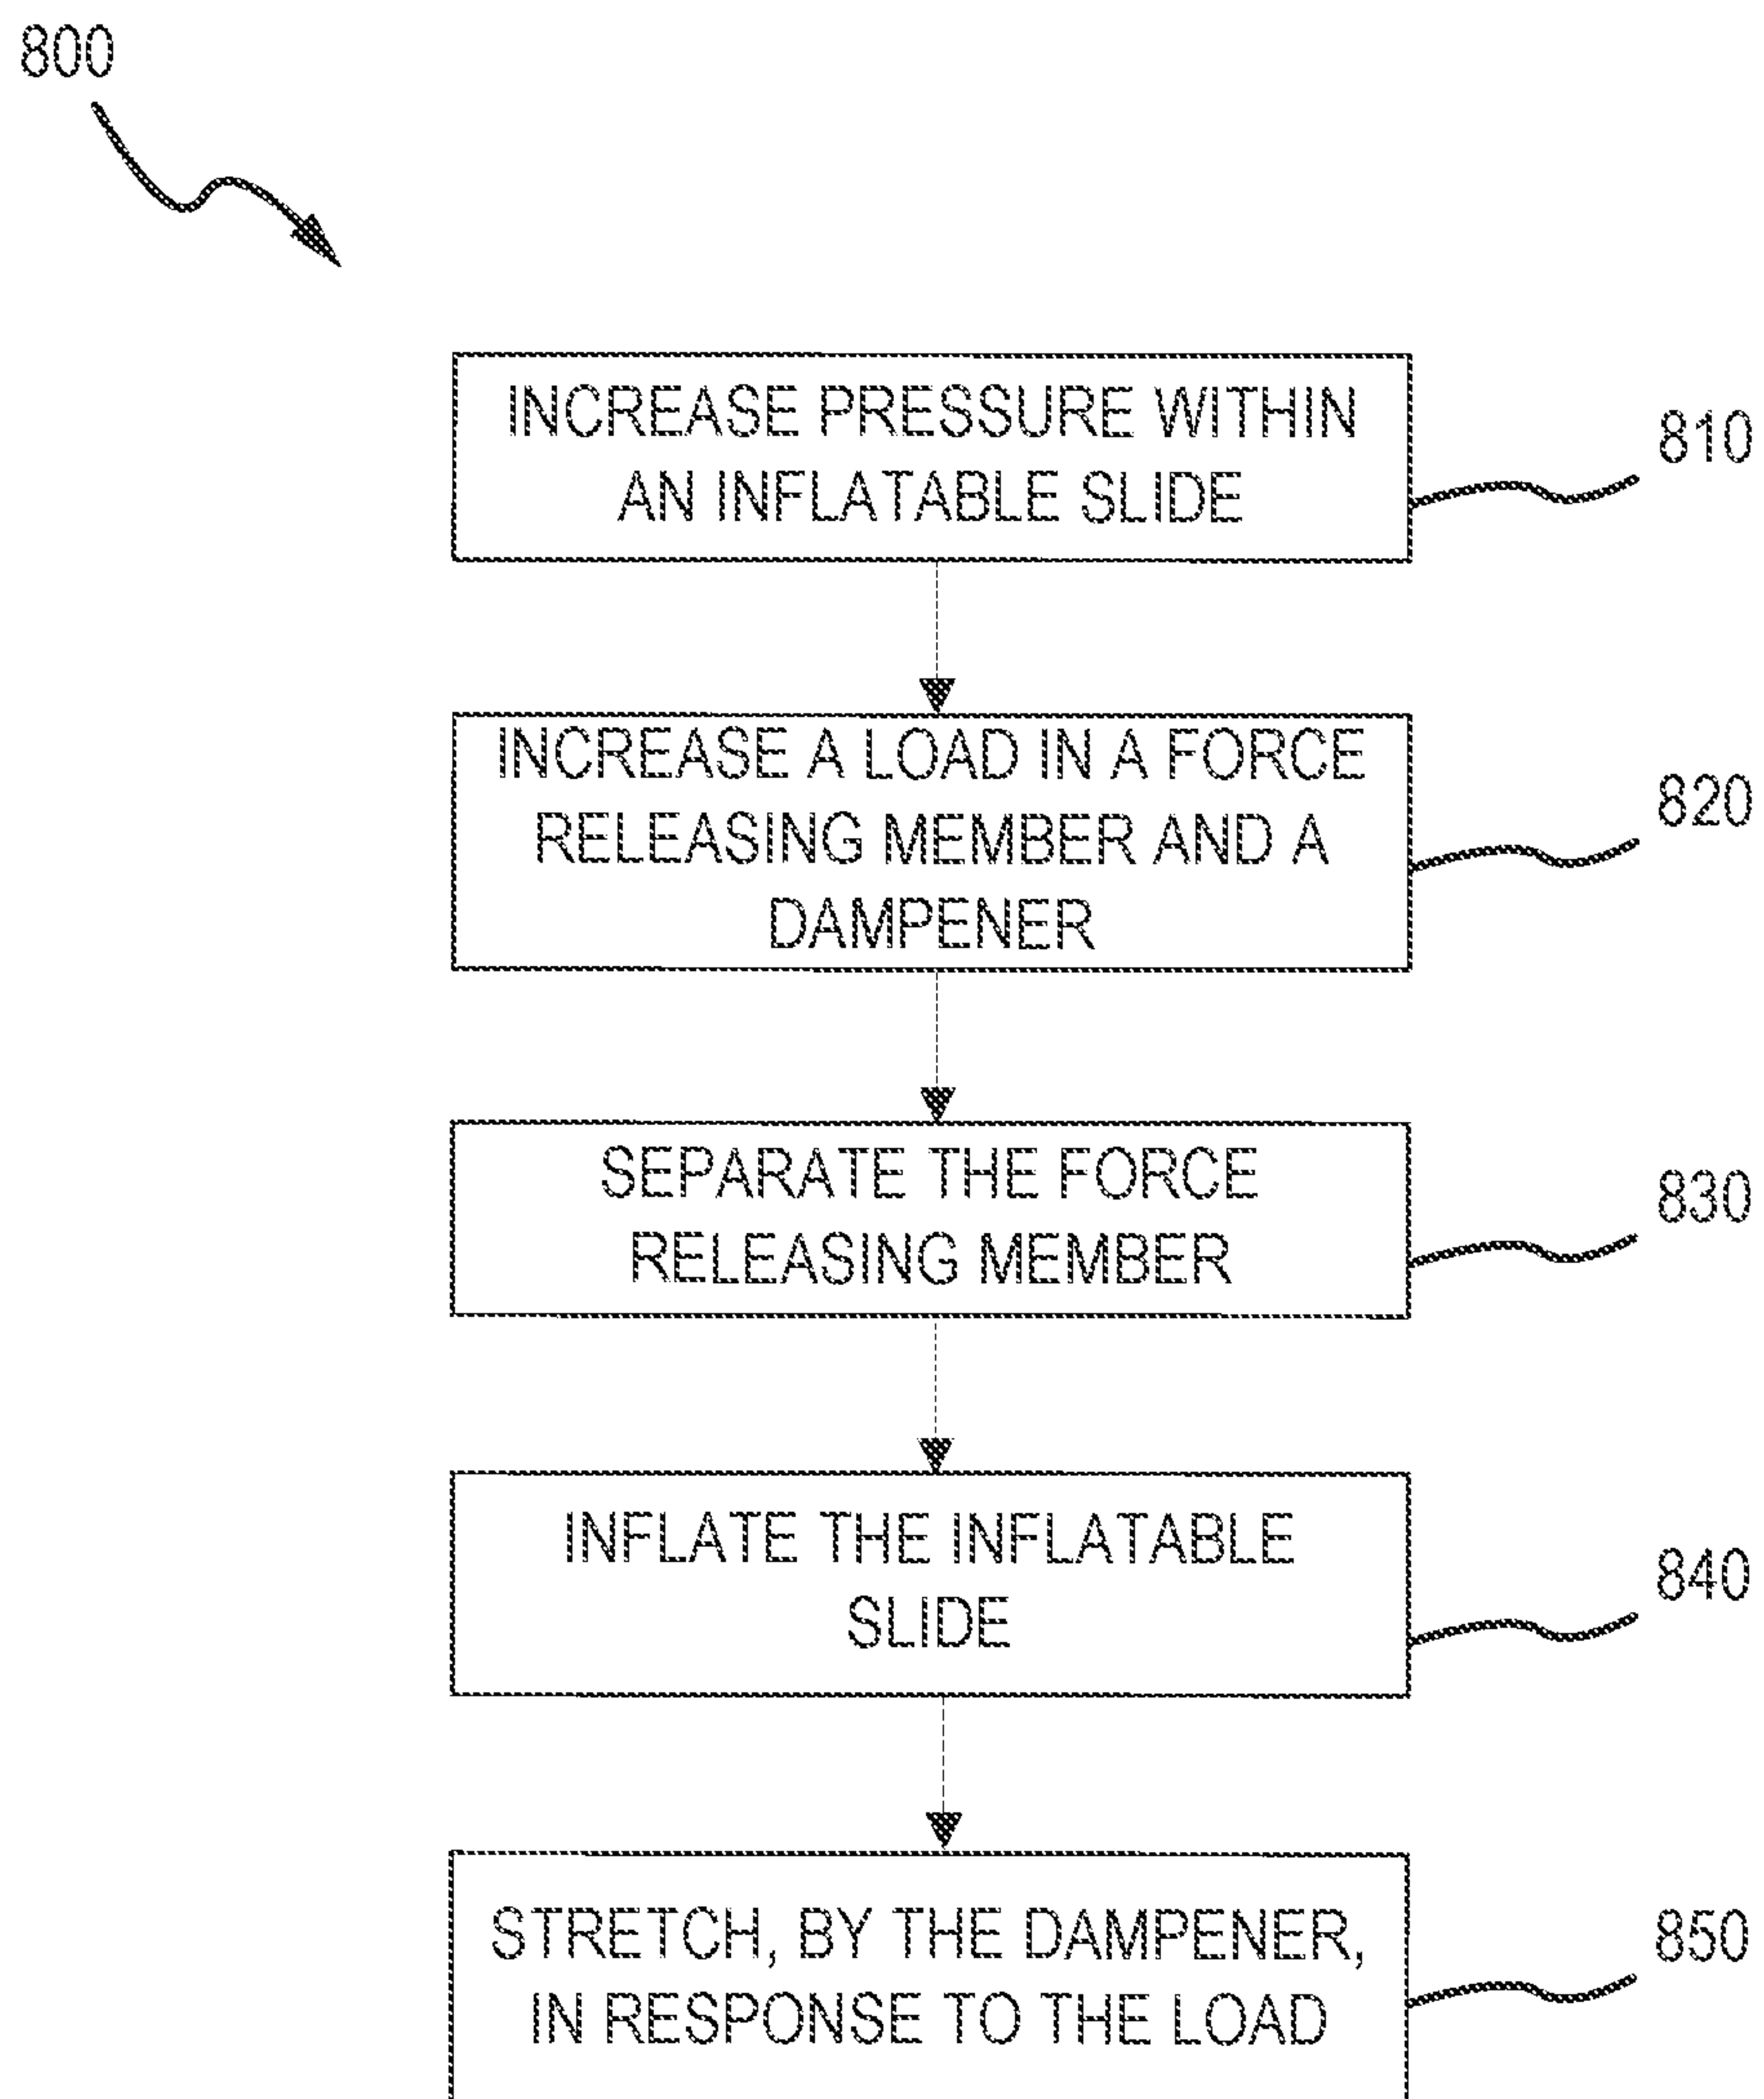 800
INCREASE PRESSURE WITHIN
AN INFLATABLE SLIDE
810
INCREASE A LOAD IN A FORCE
RELEASING MEMBER AND A
DAMPENER
820
SEPARATE THE FORCE
RELEASING MEMBER
830
INFLATE THE INFLATABLE
SLIDE
840
STRETCH, BY THE DAMPENER,
IN RESPONSE TO THE LOAD
850